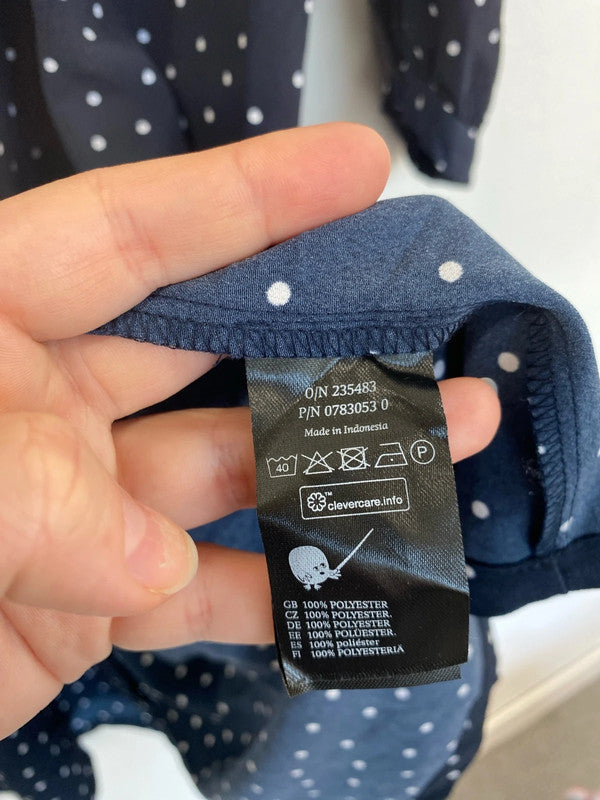 O/N 235483
P/N 0783053 0
Made in Indonesia
40 P
™ clevercare.info
GB 100% POLYESTER
CZ 100% POLYESTER
DE 100% POLYESTER
EE 100% POLÜESTER.
ES 100% poliéster
FI 100% POLYESTERIÄ